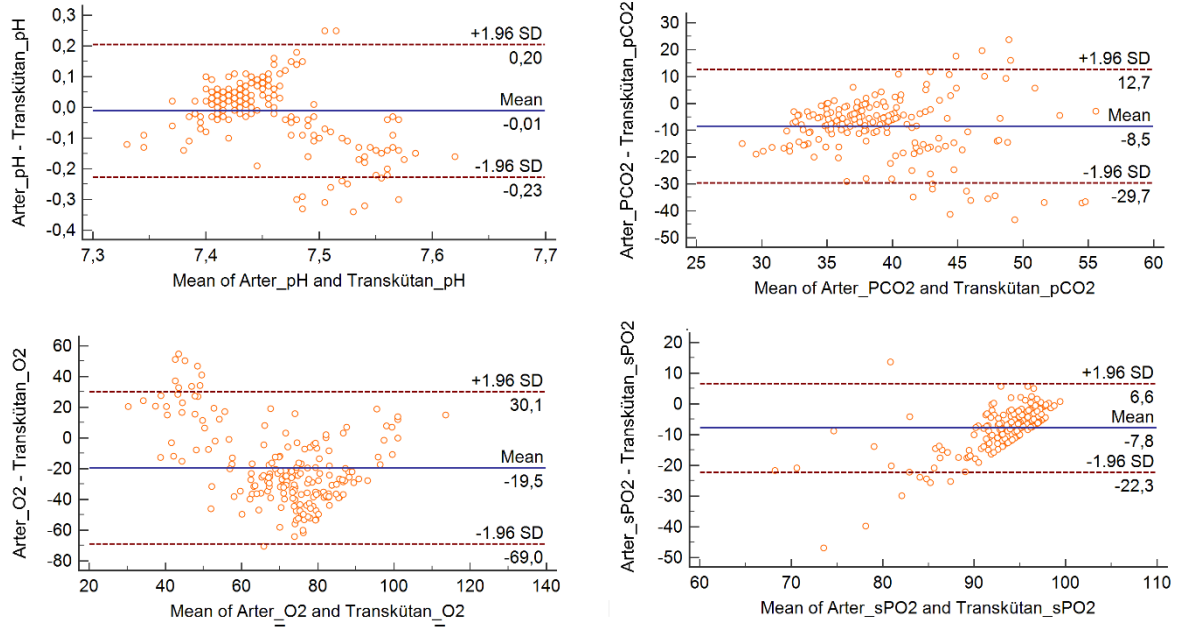 Arter_pH - Transkütan_pH
0,3
0,2
0,1
0,0
-0,1
-0,2
-0,3
-0,4
+1.96 SD
0,20
Mean
-0,01
-1.96 SD
-0,23
7,3 7,4 7,5 7,6 7,7
Mean of Arter_pH and Transkütan_pH
Arter_PCO2 - Transkütan_pCO2
30
20
10
0
-10
-20
-30
-40
-50
+1.96 SD
12,7
Mean
-8,5
-1.96 SD
-29,7
25 30 35 40 45 50 55 60
Mean of Arter_PCO2 and Transkütan_pCO2
Arter_O2 - Transkütan_O2
60
40
20
0
-20
-40
-60
-80
+1.96 SD
30,1
Mean
-19,5
-1.96 SD
-69,0
20 40 60 80 100 120 140
Mean of Arter_O2 and Transkütan_O2
Arter_sPO2 - Transkütan_sPO2
20
10
0
-10
-20
-30
-40
-50
+1.96 SD
6,6
Mean
-7,8
-1.96 SD
-22,3
60 70 80 90 100 110
Mean of Arter_sPO2 and Transkütan_sPO2